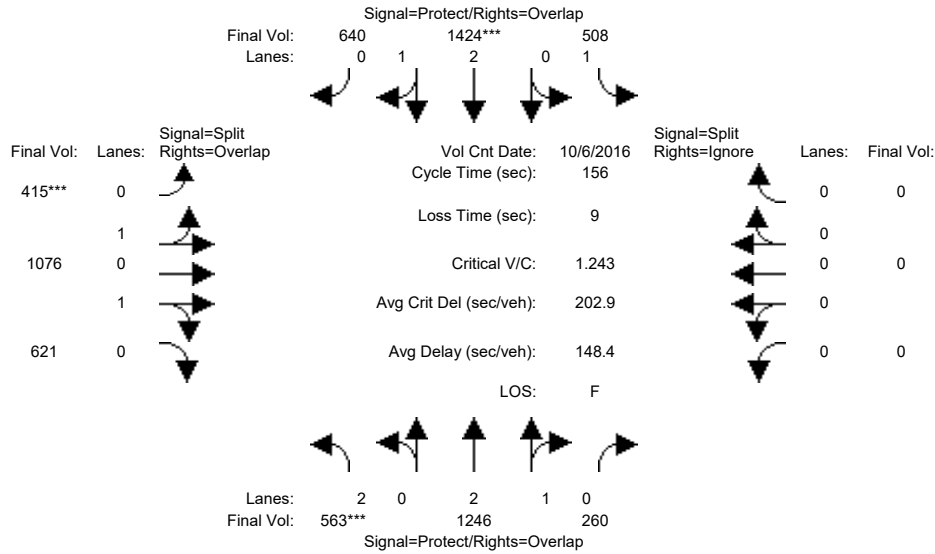 Signal=Protect/Rights=Overlap
Final Vol: 640 1424*** 508
Lanes: 0 1 2 0 1
Signal=Split
Rights=Overlap
Final Vol: Lanes:
Vol Cnt Date: 10/6/2016
Signal=Split
Rights=Ignore
Lanes: Final Vol:
Cycle Time (sec): 156
415*** 0
0 0
Loss Time (sec): 9
1
0
1076 0
Critical V/C: 1.243
0 0
1
Avg Crit Del (sec/veh): 202.9
0
621 0
Avg Delay (sec/veh): 148.4
0 0
LOS: F
Lanes: 2 0 2 1 0
Final Vol: 563*** 1246 260
Signal=Protect/Rights=Overlap